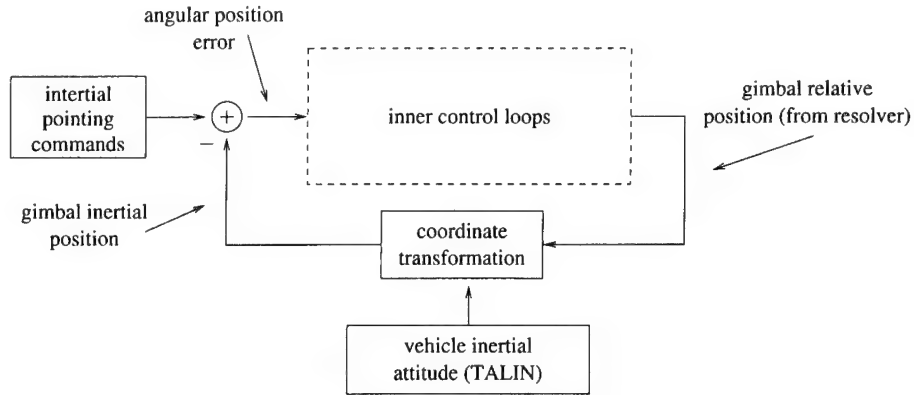 angular position
error
intertial
pointing
commands
+
−
inner control loops
gimbal relative
position (from resolver)
gimbal inertial
position
coordinate
transformation
vehicle inertial
attitude (TALIN)